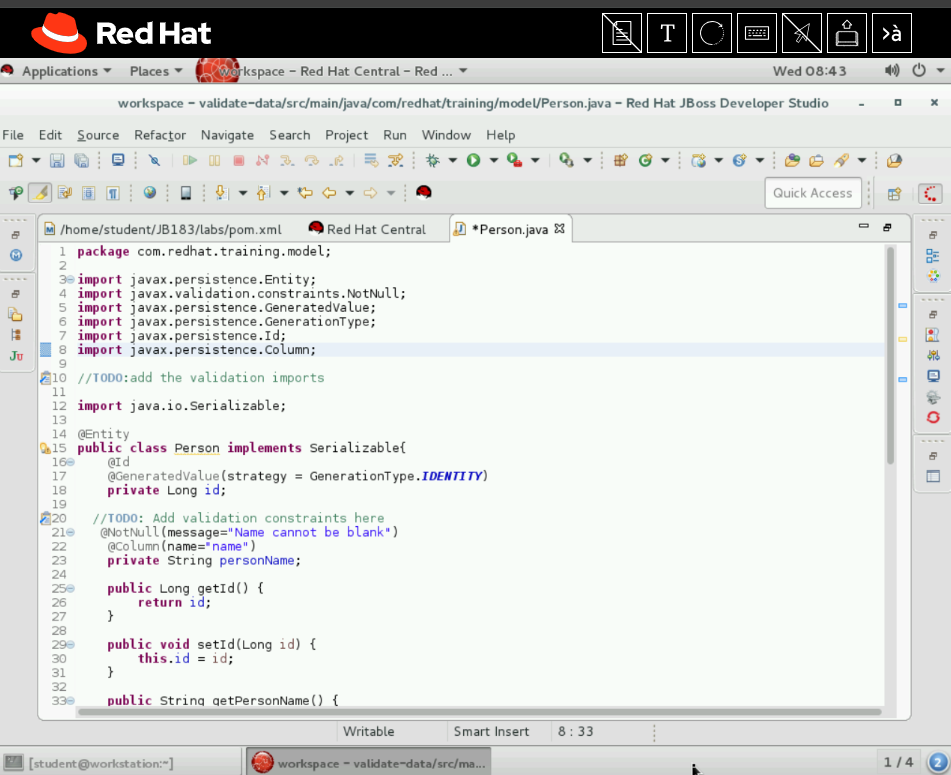 Red Hat
T
>à
Applications
Places
workspace – Red Hat Central – Red ...
Wed 08:43
workspace – validate-data/src/main/java/com/redhat/training/model/Person.java – Red Hat JBoss Developer Studio
File Edit Source Refactor Navigate Search Project Run Window Help
Quick Access
/home/student/JB183/labs/pom.xml
Red Hat Central
*Person.java
1 package com.redhat.training.model;
2
3 import javax.persistence.Entity;
4 import javax.validation.constraints.NotNull;
5 import javax.persistence.GeneratedValue;
6 import javax.persistence.GenerationType;
7 import javax.persistence.Id;
8 import javax.persistence.Column;
9
10 //TODO:add the validation imports
11
12 import java.io.Serializable;
13
14 @Entity
15 public class Person implements Serializable{
16 @Id
17 @GeneratedValue(strategy = GenerationType.IDENTITY)
18 private Long id;
19
20 //TODO: Add validation constraints here
21 @NotNull(message="Name cannot be blank")
22 @Column(name="name")
23 private String personName;
24
25 public Long getId() {
26 return id;
27 }
28
29 public void setId(Long id) {
30 this.id = id;
31 }
32
33 public String getPersonName() {
Ju
Writable
Smart Insert
8 : 33
[student@workstation:~]
workspace – validate-data/src/ma...
1 / 4
2